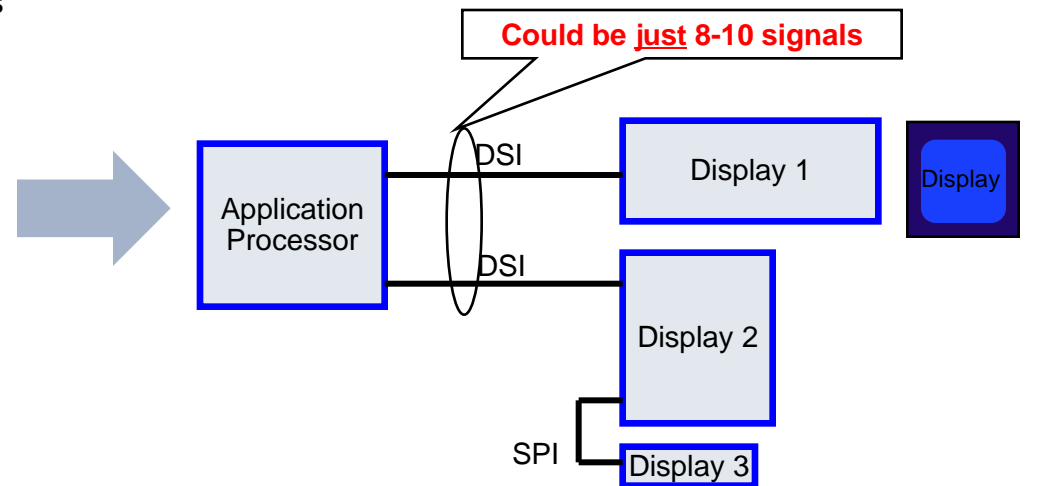 Could be just 8-10 signals
DSI
Display 1
Display
Application
Processor
DSI
Display 2
SPI
Display 3